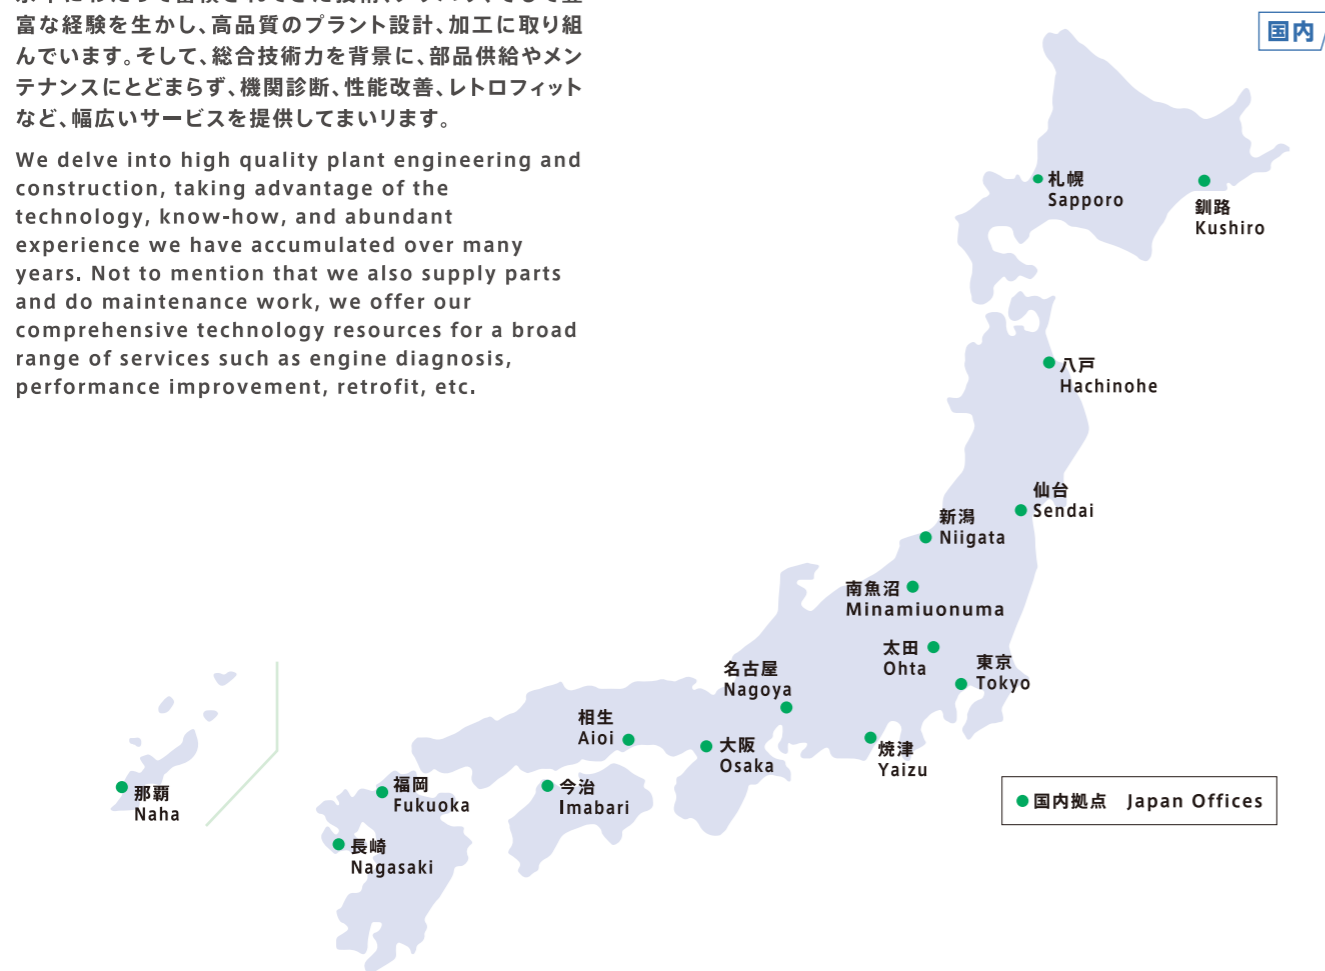 富な経験を生かし、高品質のプラント設計、加工に取り組
んでいます。そして、総合技術力を背景に、部品供給やメン
テナンスにとどまらず、機関診断、性能改善、レトロフィット
など、幅広いサービスを提供してまいります。
We delve into high quality plant engineering and
construction, taking advantage of the
technology, know-how, and abundant
experience we have accumulated over many
years. Not to mention that we also supply parts
and do maintenance work, we offer our
comprehensive technology resources for a broad
range of services such as engine diagnosis,
performance improvement, retrofit, etc.
国内
札幌
Sapporo
釧路
Kushiro
八戸
Hachinohe
仙台
Sendai
新潟
Niigata
南魚沼
Minamiuonuma
太田
Ohta
東京
Tokyo
名古屋
Nagoya
相生
Aioi
大阪
Osaka
焼津
Yaizu
福岡
Fukuoka
今治
Imabari
那覇
Naha
長崎
Nagasaki
国内拠点 Japan Offices